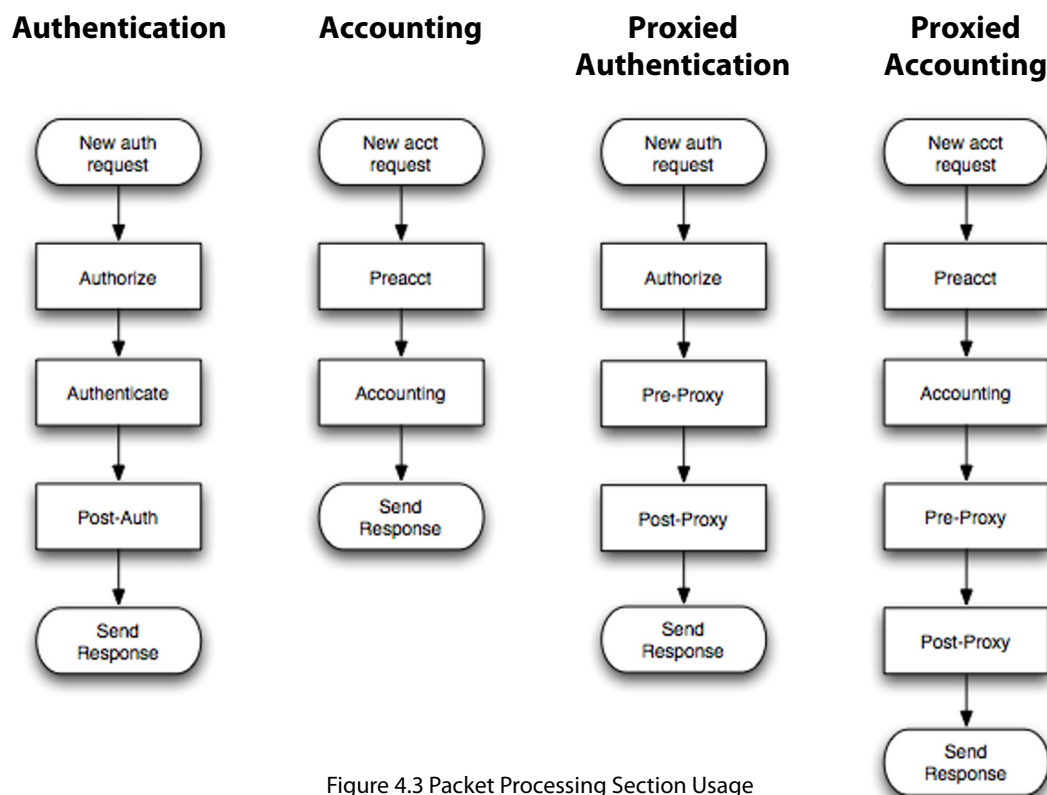 Authentication
New auth
request
Authorize
Authenticate
Post-Auth
Send
Response
Accounting
New acct
request
Preacct
Accounting
Send
Response
Proxied
Authentication
New auth
request
Authorize
Pre-Proxy
Post-Proxy
Send
Response
Proxied
Accounting
New acct
request
Preacct
Accounting
Pre-Proxy
Post-Proxy
Send
Response
Figure 4.3 Packet Processing Section Usage